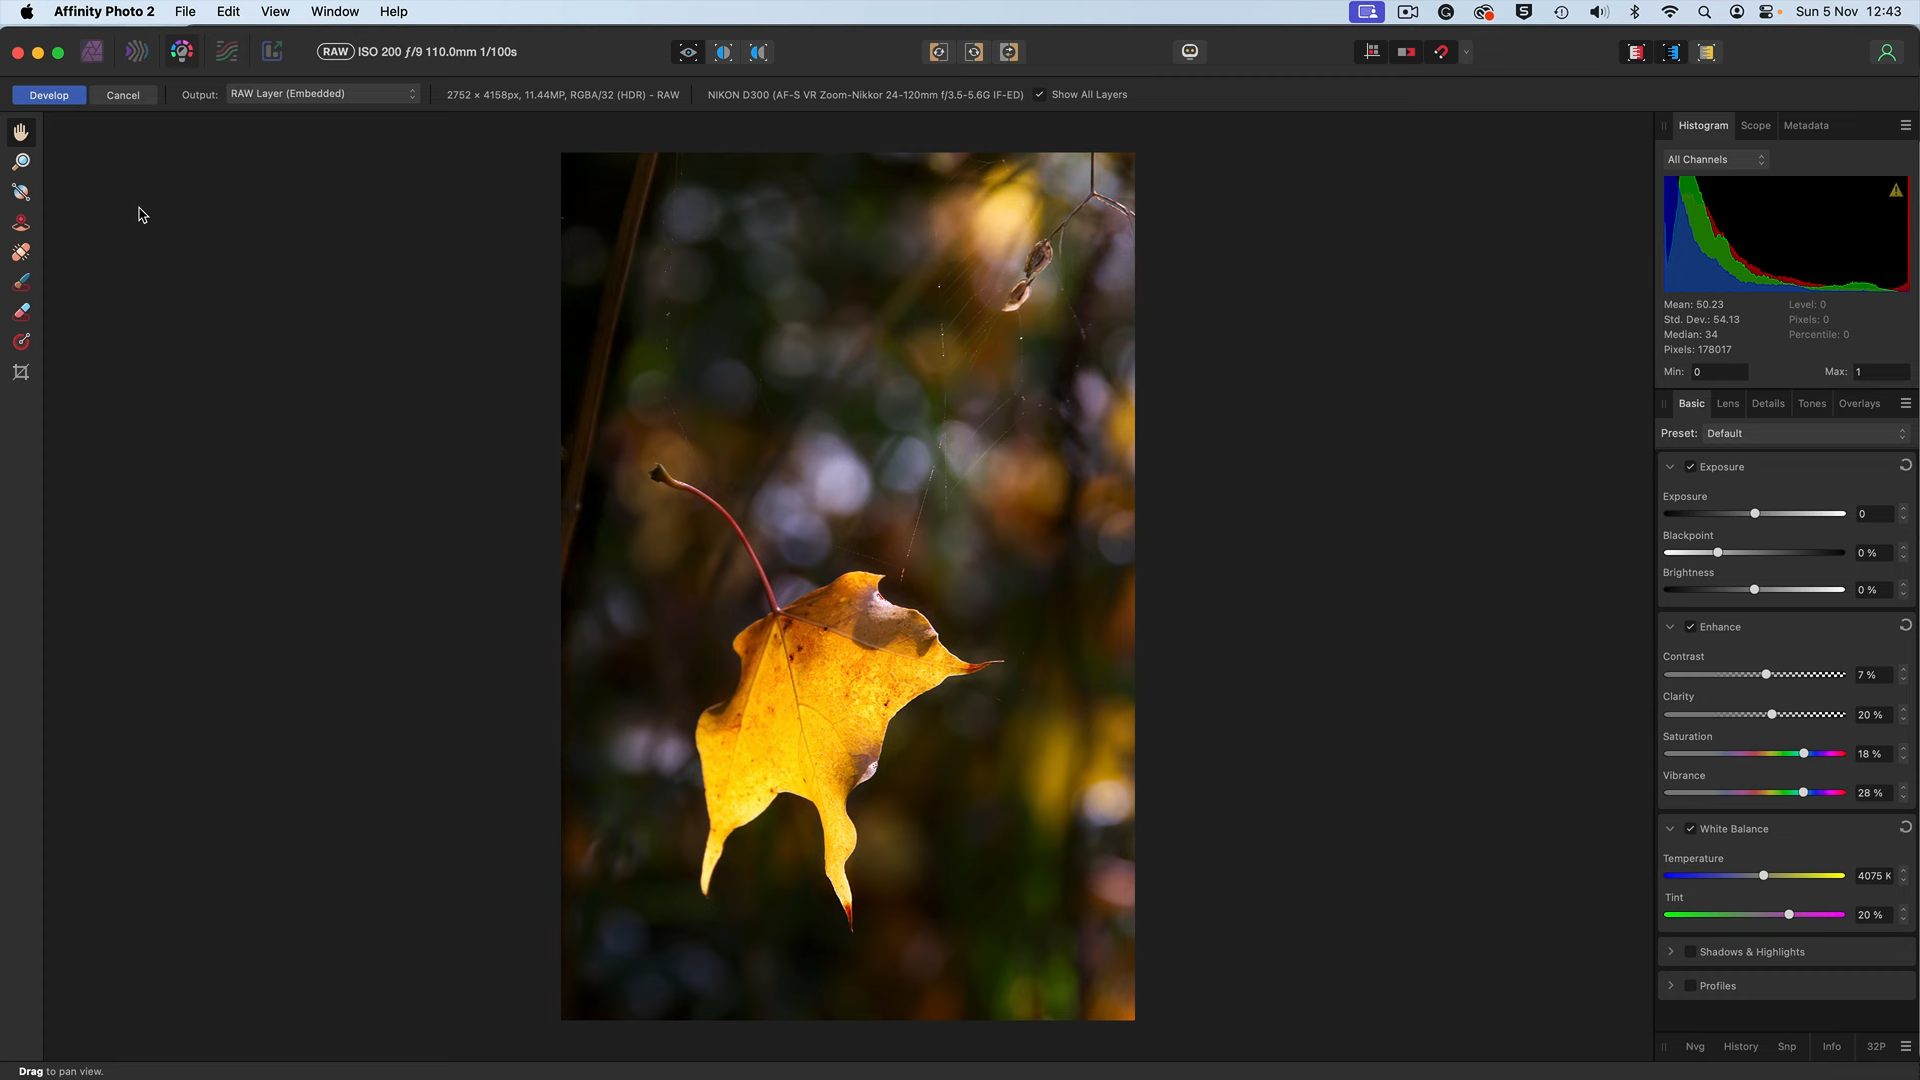 Affinity Photo 2 File Edit View Window Help Sun 5 Nov 12:43
RAW ISO 200 ƒ/9 110.0mm 1/100s
Develop Cancel Output: RAW Layer (Embedded) 2752 × 4158px, 11.44MP, RGBA/32 (HDR) - RAW NIKON D300 (AF-S VR Zoom-Nikkor 24-120mm f/3.5-5.6G IF-ED) Show All Layers
Histogram Scope Metadata
All Channels
Mean: 50.23 Level: 0
Std. Dev.: 54.13 Pixels: 0
Median: 34 Percentile: 0
Pixels: 178017
Min: 0 Max: 1
Basic Lens Details Tones Overlays
Preset: Default
Exposure
Exposure
0
Blackpoint
0 %
Brightness
0 %
Enhance
Contrast
7 %
Clarity
20 %
Saturation
18 %
Vibrance
28 %
White Balance
Temperature
4075 K
Tint
20 %
Shadows & Highlights
Profiles
Nvg History Snp Info 32P
Drag to pan view.